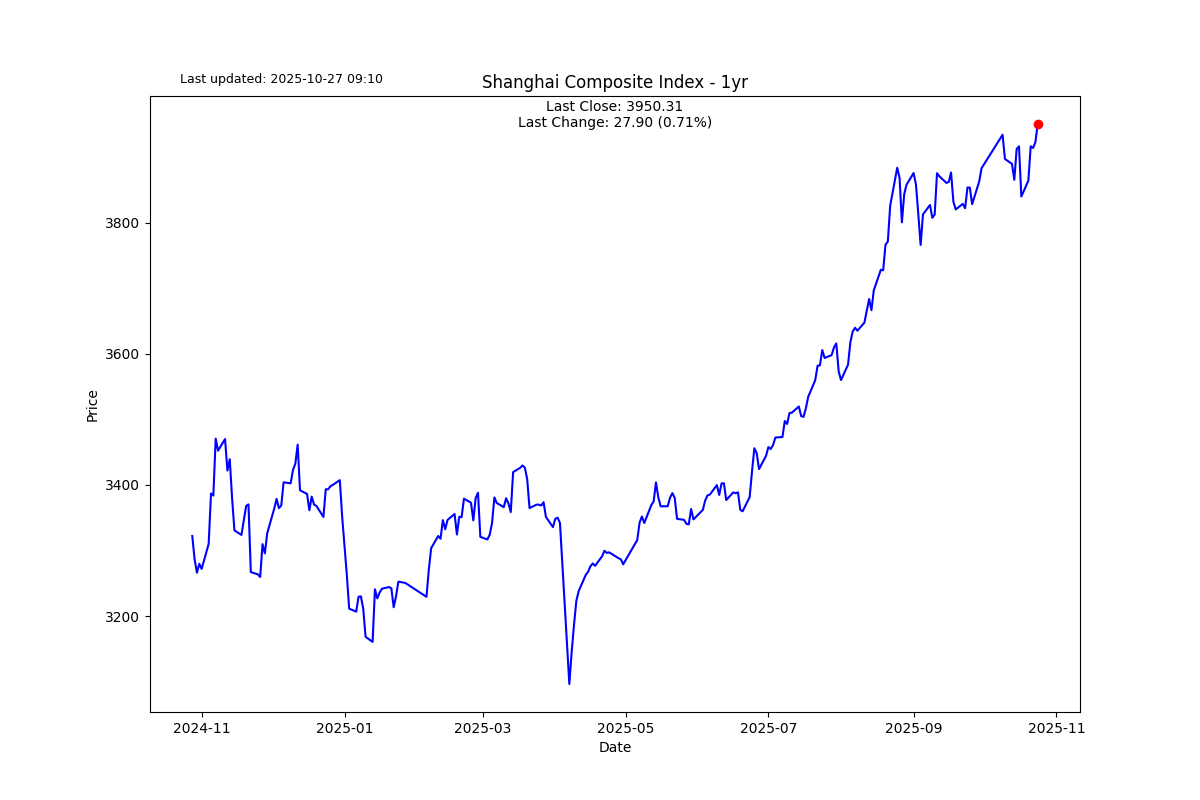 Last updated: 2025-10-27 09:10
Shanghai Composite Index - 1yr
Last Close: 3950.31
Last Change: 27.90 (0.71%)
3800
3600
3400
3200
Price
2024-11
2025-01
2025-03
2025-05
2025-07
2025-09
2025-11
Date